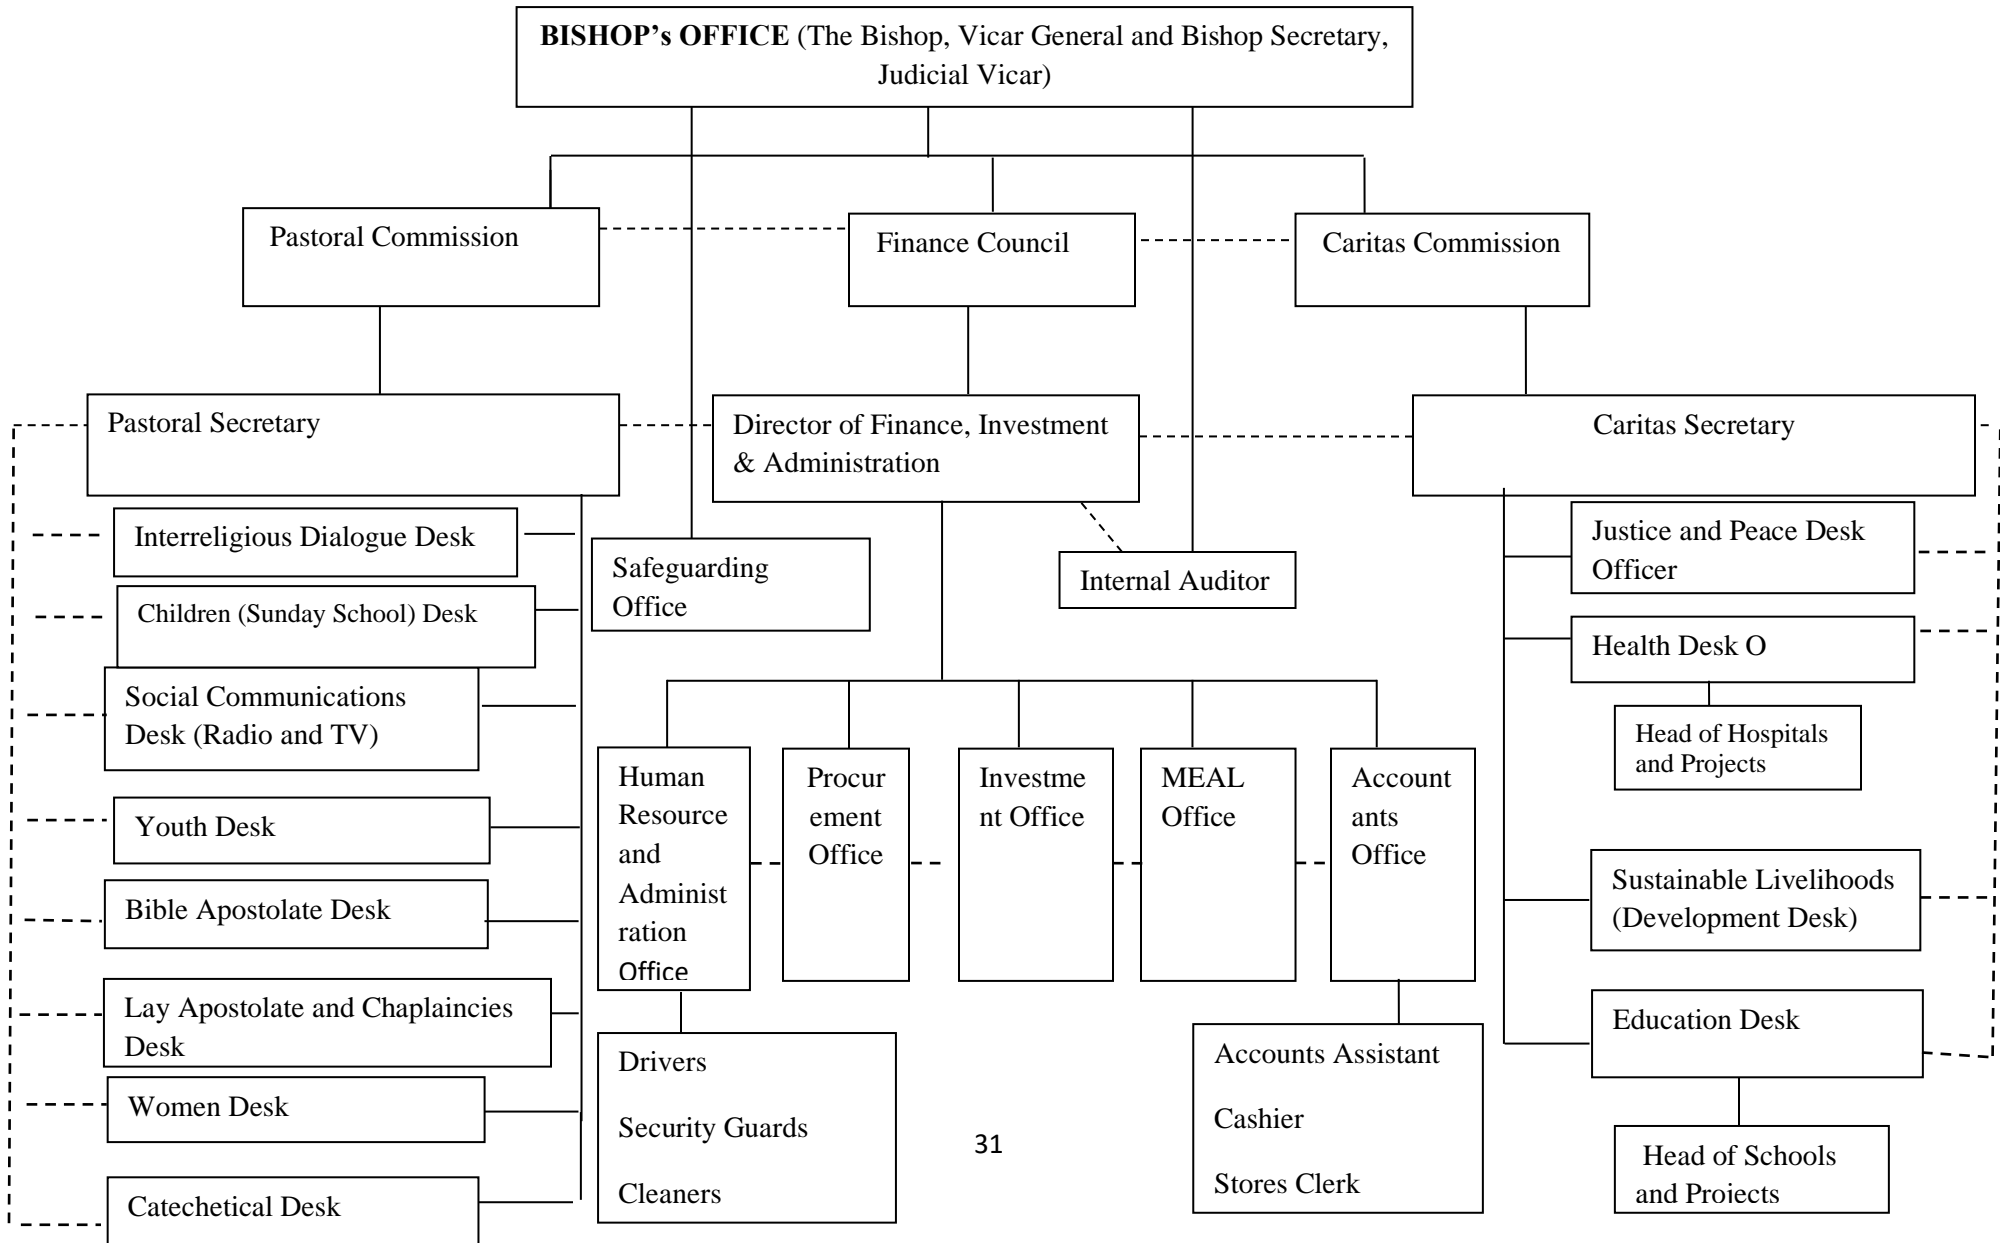 BISHOP's OFFICE (The Bishop, Vicar General and Bishop Secretary,
Judicial Vicar)
Pastoral Commission
Finance Council
Caritas Commission
Pastoral Secretary
Director of Finance, Investment
& Administration
Caritas Secretary
Interreligious Dialogue Desk
Children (Sunday School) Desk
Social Communications
Desk (Radio and TV)
Youth Desk
Bible Apostolate Desk
Lay Apostolate and Chaplaincies
Desk
Women Desk
Catechetical Desk
Safeguarding
Office
Internal Auditor
Human
Resource
and
Administ
ration
Office
Procur
ement
Office
Investme
nt Office
MEAL
Office
Account
ants
Office
Drivers
Security Guards
Cleaners
Accounts Assistant
Cashier
Stores Clerk
Justice and Peace Desk
Officer
Health Desk O
Head of Hospitals
and Projects
Sustainable Livelihoods
(Development Desk)
Education Desk
Head of Schools
and Projects
31